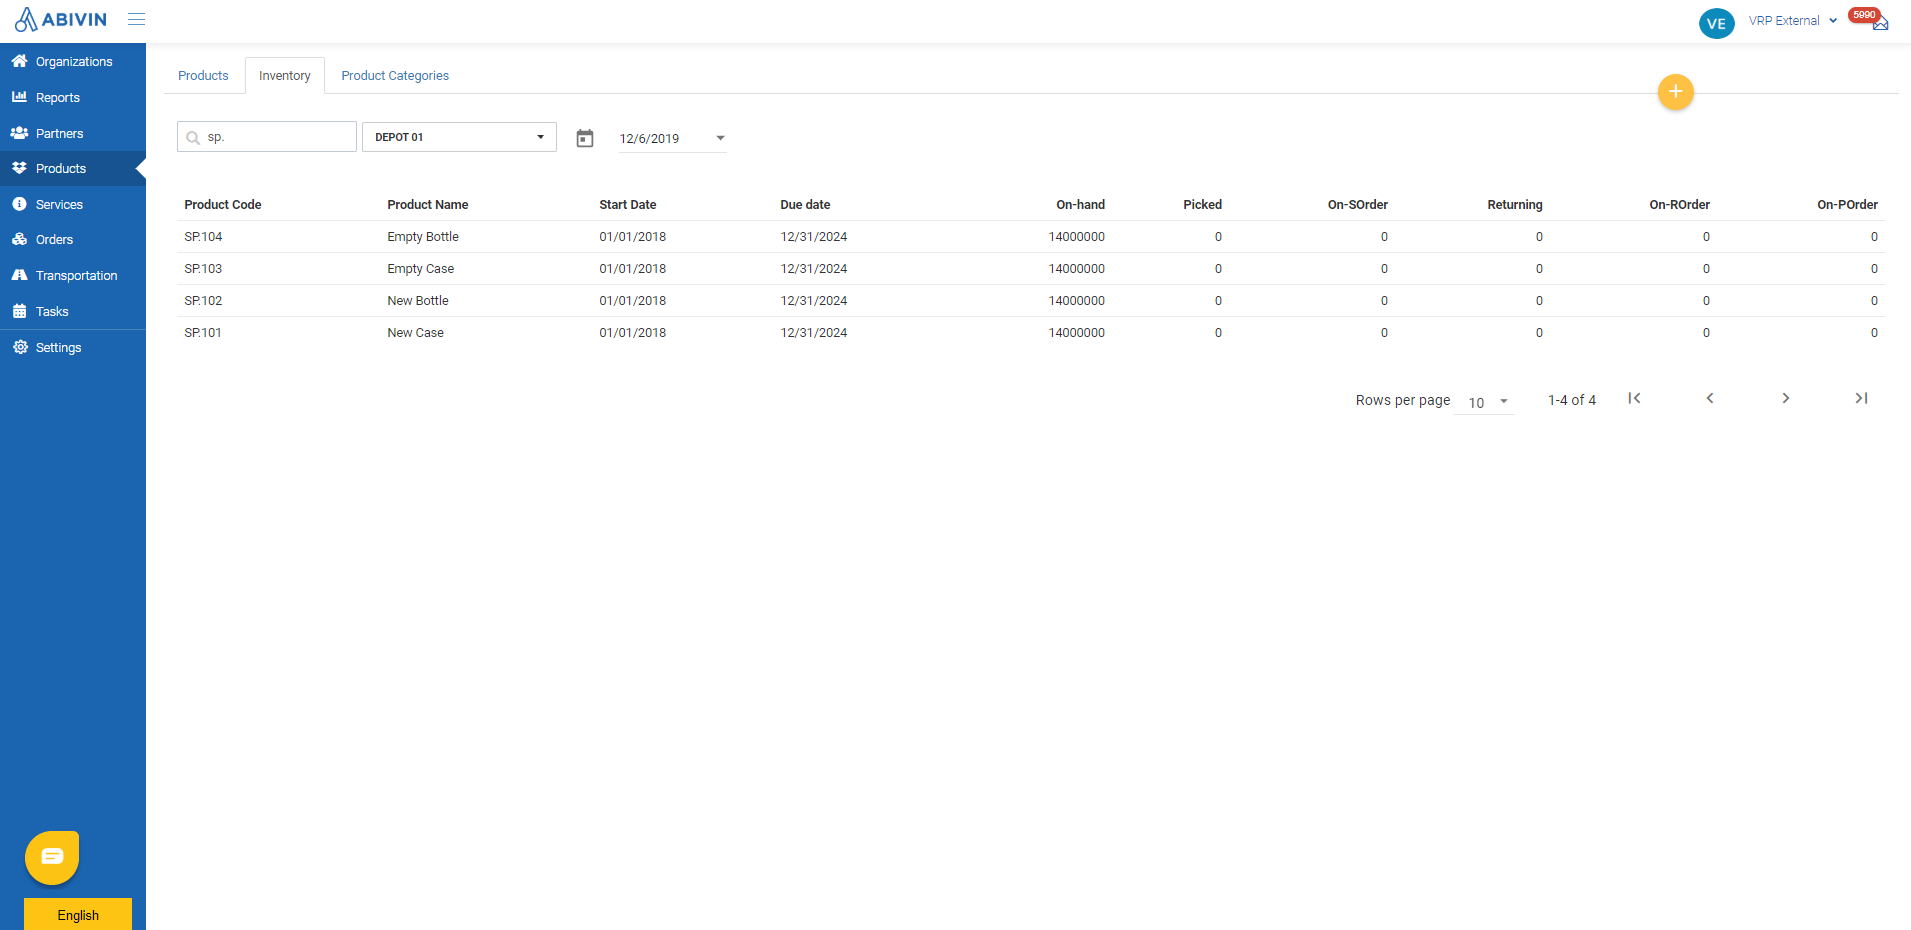 ABIVIN
VE VRP External 5990
Organizations
Reports
Partners
Products
Services
Orders
Transportation
Tasks
Settings
English
Products Inventory Product Categories
+
sp. DEPOT 01 12/6/2019
Product Code Product Name Start Date Due date On-hand Picked On-SOrder Returning On-ROrder On-POrder
SP.104 Empty Bottle 01/01/2018 12/31/2024 14000000 0 0 0 0 0
SP.103 Empty Case 01/01/2018 12/31/2024 14000000 0 0 0 0 0
SP.102 New Bottle 01/01/2018 12/31/2024 14000000 0 0 0 0 0
SP.101 New Case 01/01/2018 12/31/2024 14000000 0 0 0 0 0
Rows per page 10 1-4 of 4